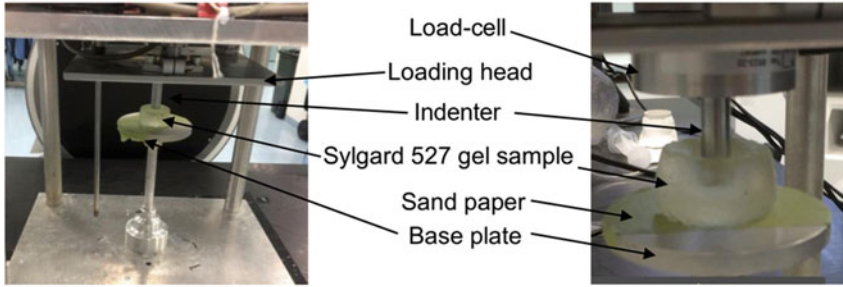 Load-cell
Loading head
Indenter
Sylgard 527 gel sample
Sand paper
Base plate